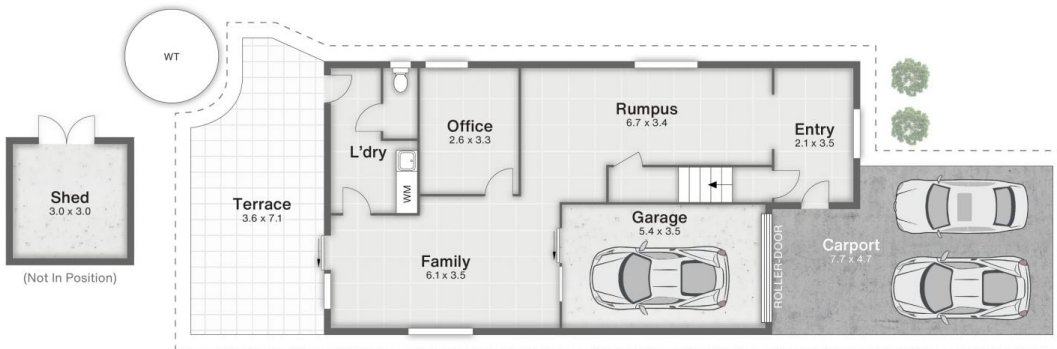 WT
Shed
3.0 x 3.0
(Not In Position)
Terrace
3.6 x 7.1
L'dry
WM
Office
2.6 x 3.3
Rumpus
6.7 x 3.4
Entry
2.1 x 3.5
Family
6.1 x 3.5
Garage
5.4 x 3.5
ROLLER-DOOR
Carport
7.7 x 4.7